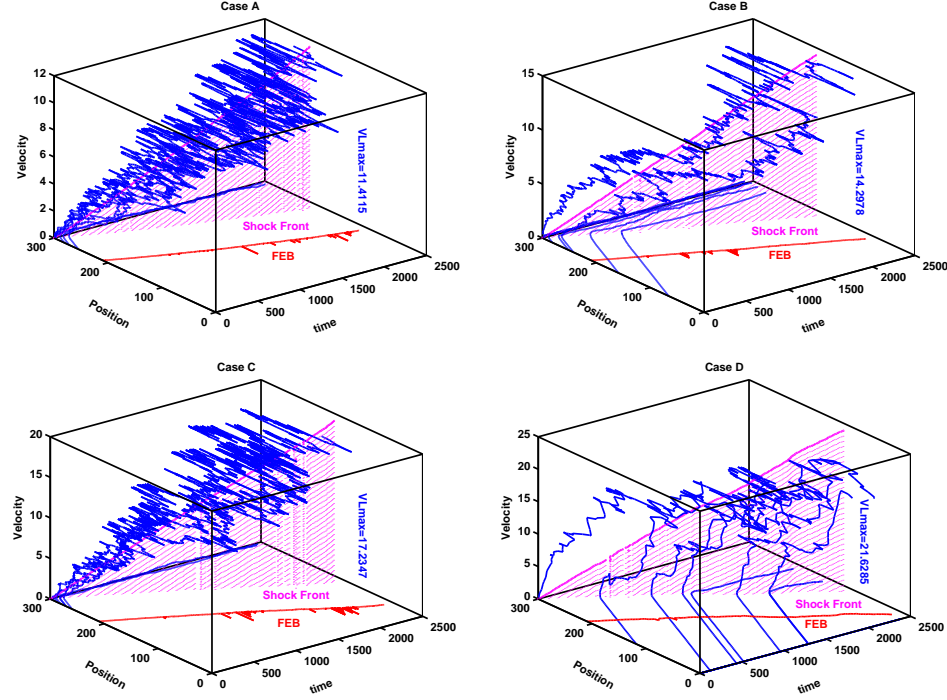 Case A
12
10
8
6
4
2
0
Velocity
300
200
100
0
Position
0
500
1000
1500
2000
2500
time
VLmax=11.4115
Shock Front
FEB
Case B
15
10
5
0
Velocity
300
200
100
0
Position
0
500
1000
1500
2000
2500
time
VLmax=14.2978
Shock Front
FEB
Case C
20
15
10
5
0
Velocity
300
200
100
0
Position
0
500
1000
1500
2000
2500
time
VLmax=17.2347
Shock Front
FEB
Case D
25
20
15
10
5
0
Velocity
300
200
100
0
Position
0
500
1000
1500
2000
2500
time
VLmax=21.6285
Shock Front
FEB